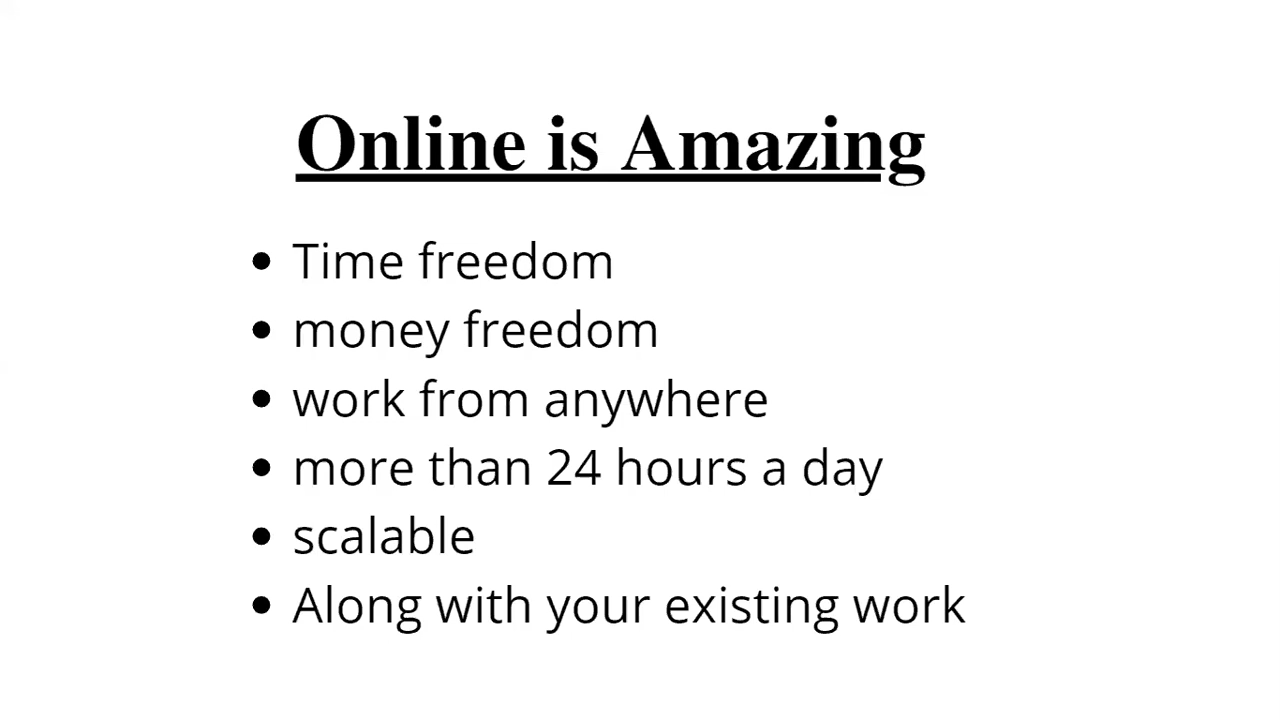 Online is Amazing
• Time freedom
• money freedom
• work from anywhere
• more than 24 hours a day
• scalable
• Along with your existing work